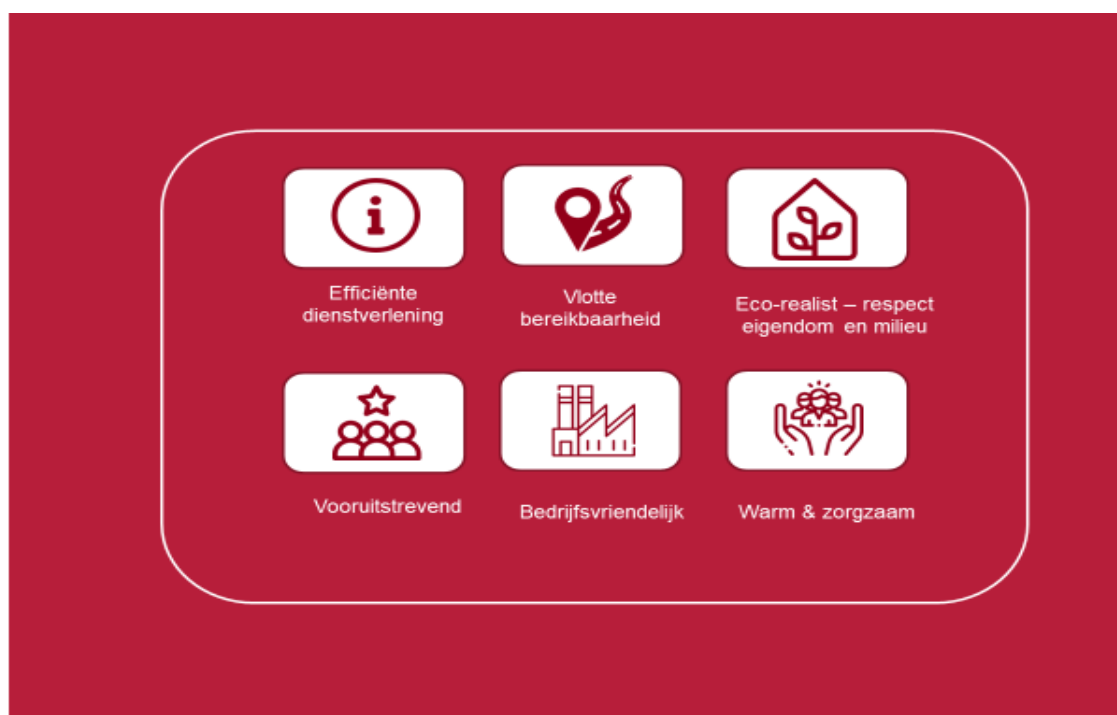 Efficiënte
dienstverlening
Vlotte
bereikbaarheid
Eco-realist – respect
eigendom en milieu
Vooruitstrevend
Bedrijfsvriendelijk
Warm & zorgzaam